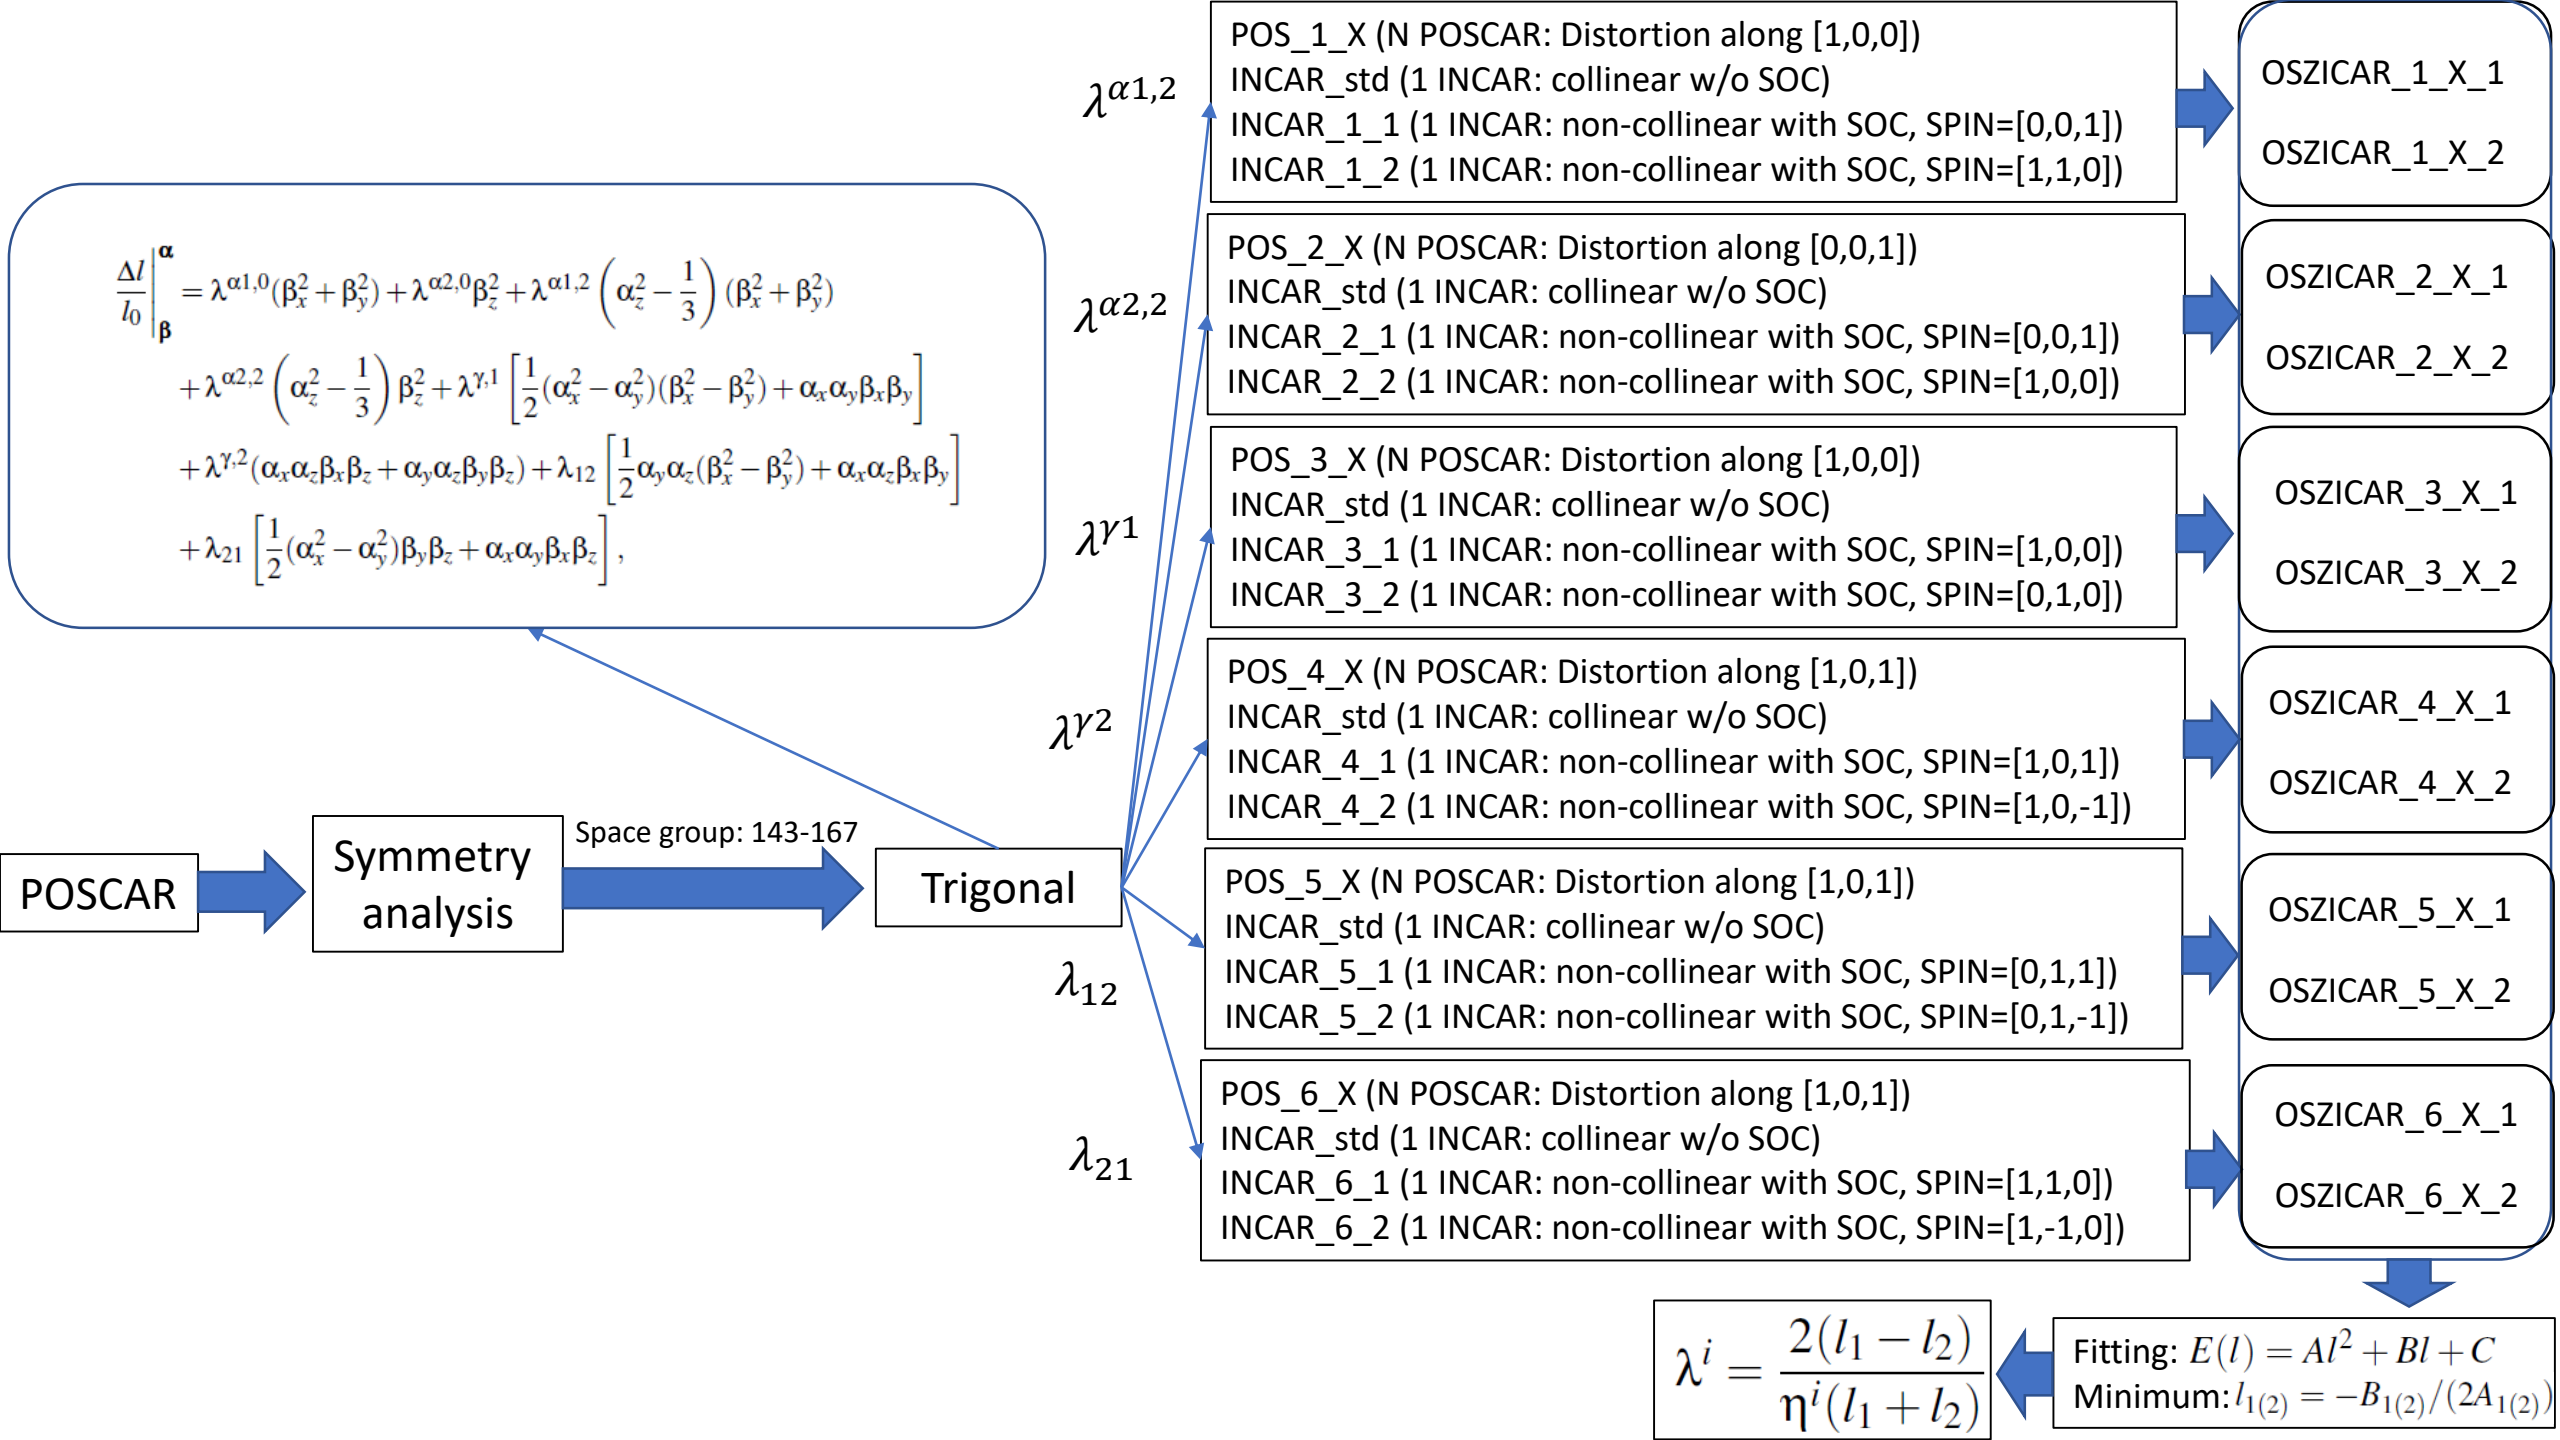 POS_1_X (N POSCAR: Distortion along [1,0,0])
INCAR_std (1 INCAR: collinear w/o SOC)
INCAR_1_1 (1 INCAR: non-collinear with SOC, SPIN=[0,0,1])
INCAR_1_2 (1 INCAR: non-collinear with SOC, SPIN=[1,1,0])
λ^{α1,2}
OSZICAR_1_X_1
OSZICAR_1_X_2
POS_2_X (N POSCAR: Distortion along [0,0,1])
INCAR_std (1 INCAR: collinear w/o SOC)
INCAR_2_1 (1 INCAR: non-collinear with SOC, SPIN=[0,0,1])
INCAR_2_2 (1 INCAR: non-collinear with SOC, SPIN=[1,0,0])
λ^{α2,2}
OSZICAR_2_X_1
OSZICAR_2_X_2
\frac{Δl}{l_0}|^α_β = λ^{α1,0}(β_x^2 + β_y^2) + λ^{α2,0}β_z^2 + λ^{α1,2}(α_z^2 − \frac{1}{3})(β_x^2 + β_y^2)
+ λ^{α2,2}(α_z^2 − \frac{1}{3})β_z^2 + λ^{γ,1}[\frac{1}{2}(α_x^2 − α_y^2)(β_x^2 − β_y^2) + α_xα_yβ_xβ_y]
+ λ^{γ,2}(α_xα_zβ_xβ_z + α_yα_zβ_yβ_z) + λ_{12}[\frac{1}{2}α_yα_z(β_x^2 − β_y^2) + α_xα_zβ_xβ_y]
+ λ_{21}[\frac{1}{2}(α_x^2 − α_y^2)β_yβ_z + α_xα_yβ_xβ_z],
POS_3_X (N POSCAR: Distortion along [1,0,0])
INCAR_std (1 INCAR: collinear w/o SOC)
INCAR_3_1 (1 INCAR: non-collinear with SOC, SPIN=[1,0,0])
INCAR_3_2 (1 INCAR: non-collinear with SOC, SPIN=[0,1,0])
λ^{γ1}
OSZICAR_3_X_1
OSZICAR_3_X_2
POS_4_X (N POSCAR: Distortion along [1,0,1])
INCAR_std (1 INCAR: collinear w/o SOC)
INCAR_4_1 (1 INCAR: non-collinear with SOC, SPIN=[1,0,1])
INCAR_4_2 (1 INCAR: non-collinear with SOC, SPIN=[1,0,-1])
λ^{γ2}
OSZICAR_4_X_1
OSZICAR_4_X_2
POSCAR
Symmetry
analysis
Space group: 143-167
Trigonal
POS_5_X (N POSCAR: Distortion along [1,0,1])
INCAR_std (1 INCAR: collinear w/o SOC)
INCAR_5_1 (1 INCAR: non-collinear with SOC, SPIN=[0,1,1])
INCAR_5_2 (1 INCAR: non-collinear with SOC, SPIN=[0,1,-1])
λ_{12}
OSZICAR_5_X_1
OSZICAR_5_X_2
POS_6_X (N POSCAR: Distortion along [1,0,1])
INCAR_std (1 INCAR: collinear w/o SOC)
INCAR_6_1 (1 INCAR: non-collinear with SOC, SPIN=[1,1,0])
INCAR_6_2 (1 INCAR: non-collinear with SOC, SPIN=[1,-1,0])
λ_{21}
OSZICAR_6_X_1
OSZICAR_6_X_2
Fitting: E(l) = Al^2 + Bl + C
Minimum: l_{1(2)} = −B_{1(2)}/(2A_{1(2)})
λ^i = \frac{2(l_1 − l_2)}{η^i(l_1 + l_2)}